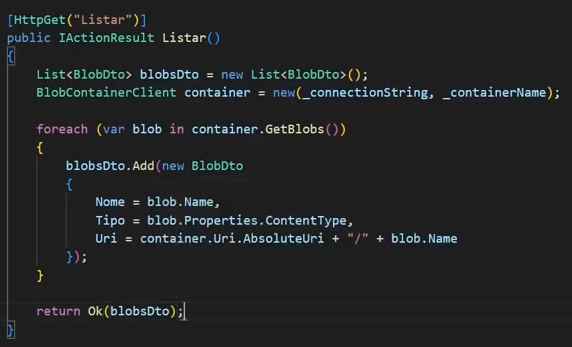 [HttpGet("Listar")]
public IActionResult Listar()
{
    List<BlobDto> blobsDto = new List<BlobDto>();
    BlobContainerClient container = new(_connectionString, _containerName);

    foreach (var blob in container.GetBlobs())
    {
        blobsDto.Add(new BlobDto
        {
            Nome = blob.Name,
            Tipo = blob.Properties.ContentType,
            Uri = container.Uri.AbsoluteUri + "/" + blob.Name
        });
    }

    return Ok(blobsDto);
}